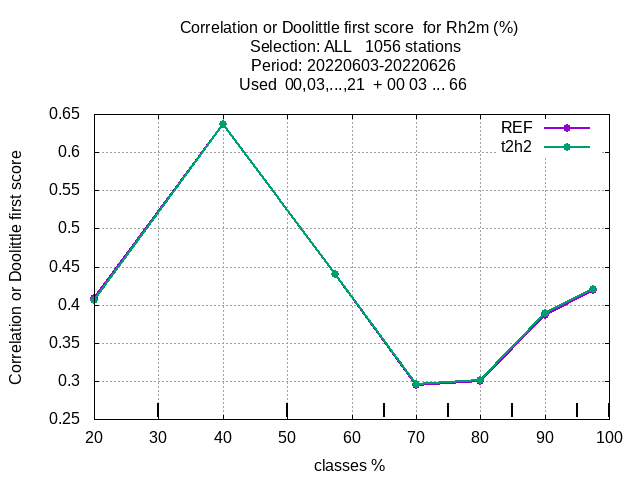 Correlation or Doolittle first score  for Rh2m (%)
Selection: ALL   1056 stations
Period: 20220603-20220626
Used  00,03,...,21  + 00 03 ... 66
REF
t2h2
Correlation or Doolittle first score
0.65
0.6
0.55
0.5
0.45
0.4
0.35
0.3
0.25
20 30 40 50 60 70 80 90 100
classes %